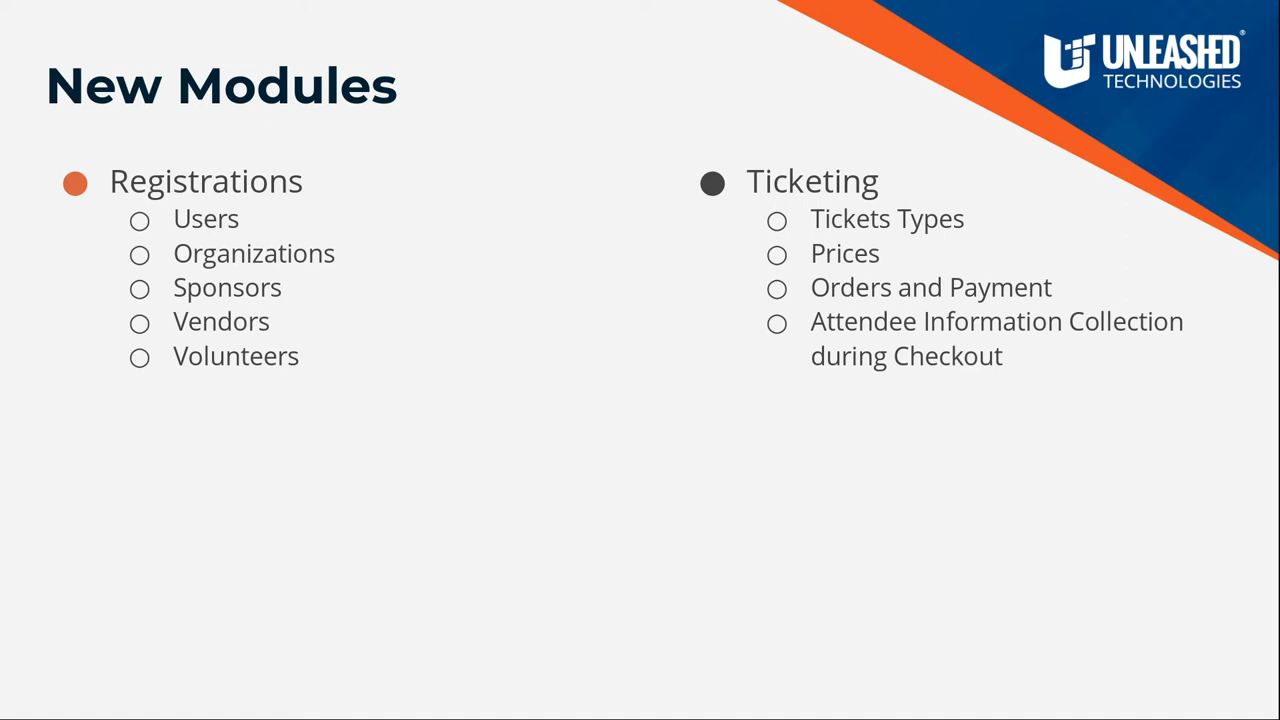 UNLEASHED®
TECHNOLOGIES
New Modules
Registrations
Users
Organizations
Sponsors
Vendors
Volunteers
Ticketing
Tickets Types
Prices
Orders and Payment
Attendee Information Collection
during Checkout